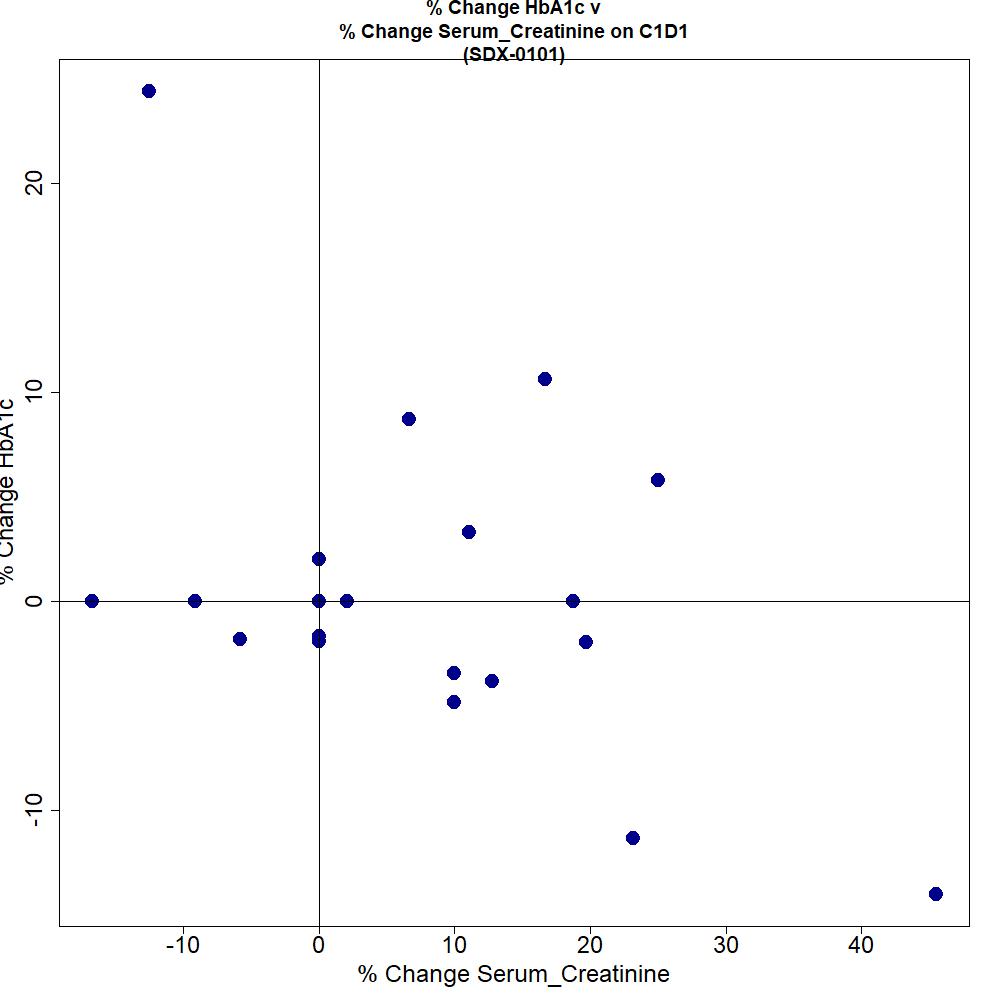 % Change HbA1c v
% Change Serum_Creatinine on C1D1
(SDX-0101)
% Change HbA1c
20
10
0
-10
-10 0 10 20 30 40
% Change Serum_Creatinine